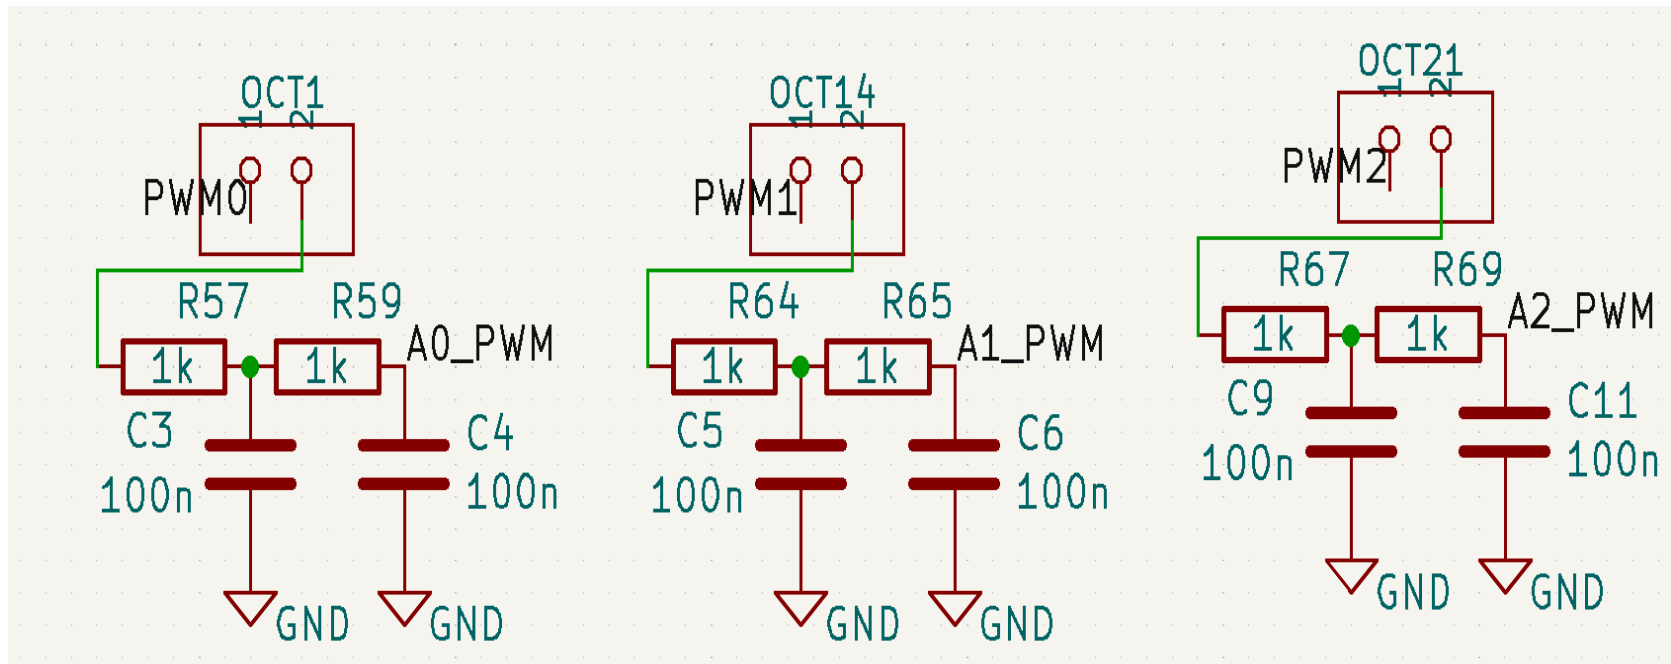 OCT1
1 2
PWM0
R57 R59
1k 1k
A0_PWM
C3 C4
100n 100n
GND GND
OCT14
1 2
PWM1
R64 R65
1k 1k
A1_PWM
C5 C6
100n 100n
GND GND
OCT21
1 2
PWM2
R67 R69
1k 1k
A2_PWM
C9 C11
100n 100n
GND GND